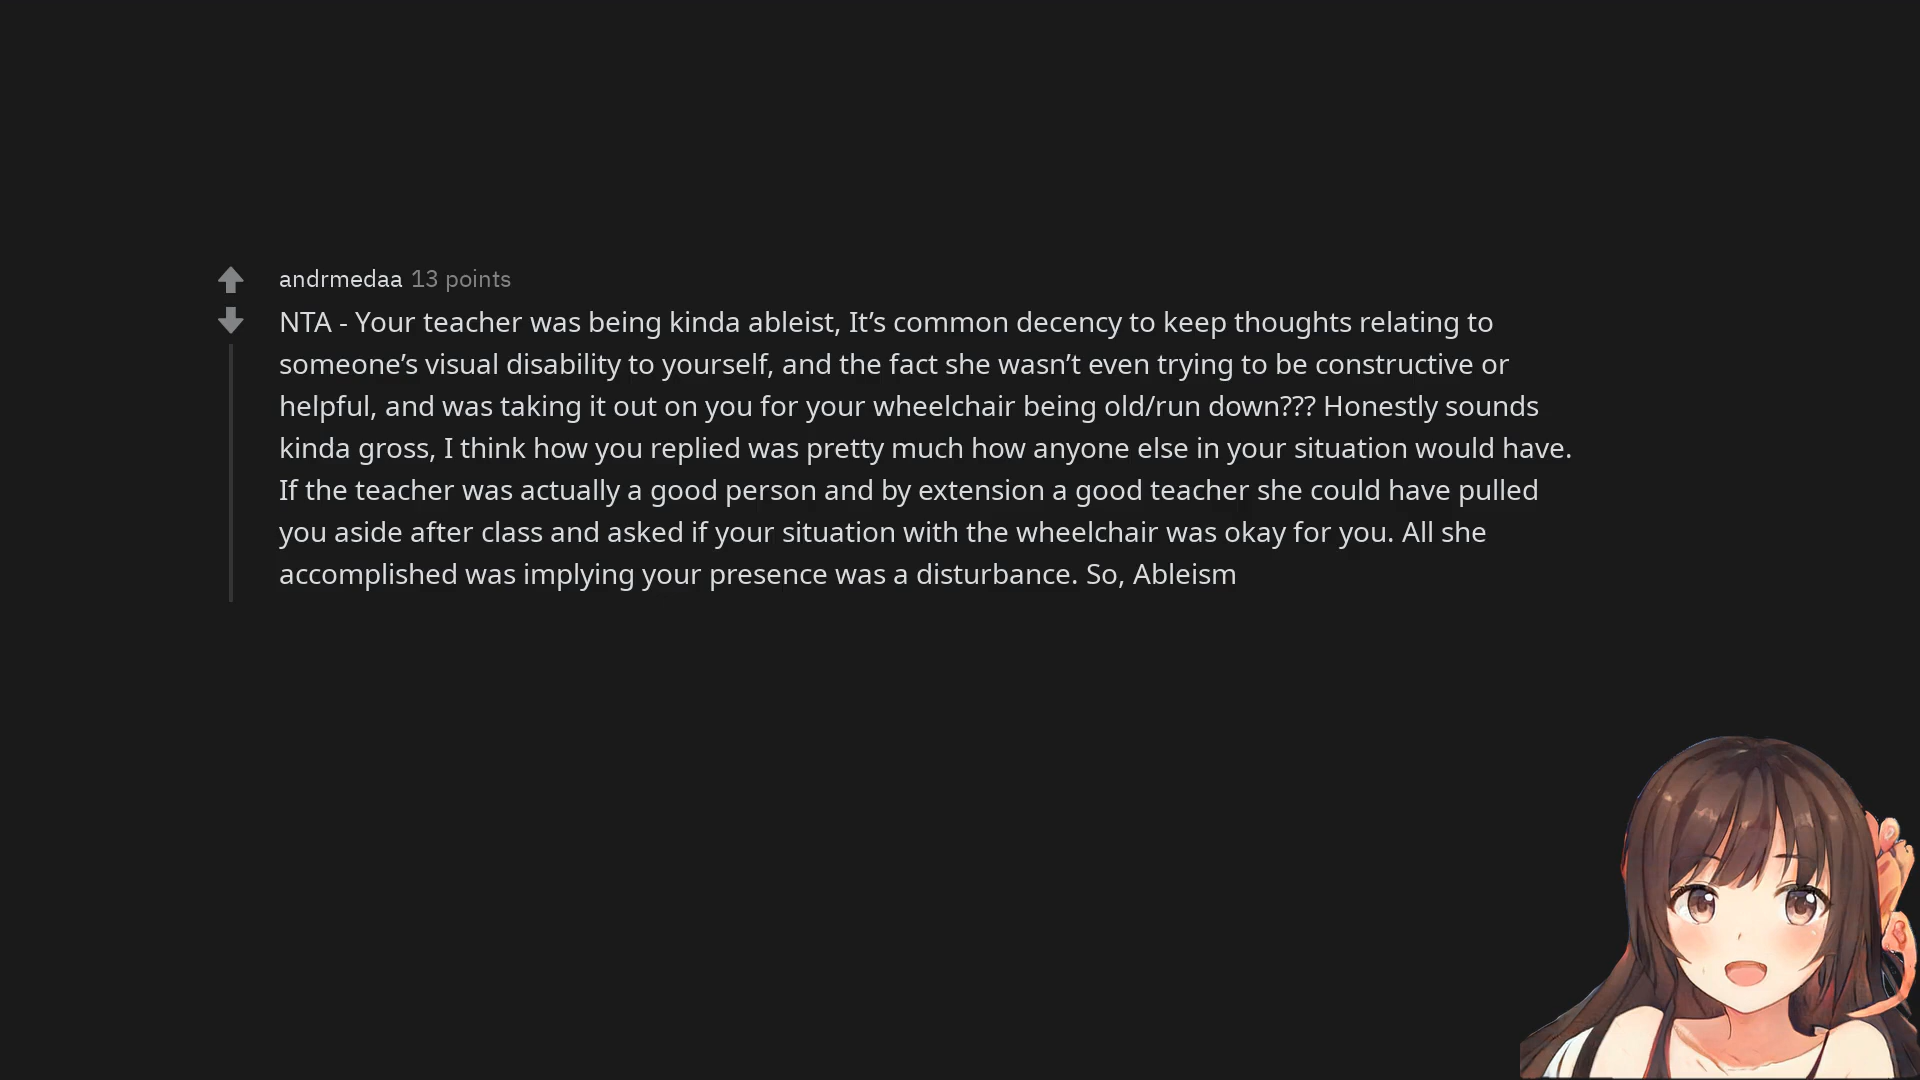 andrmedaa 13 points
NTA - Your teacher was being kinda ableist, It’s common decency to keep thoughts relating to
someone’s visual disability to yourself, and the fact she wasn’t even trying to be constructive or
helpful, and was taking it out on you for your wheelchair being old/run down??? Honestly sounds
kinda gross, I think how you replied was pretty much how anyone else in your situation would have.
If the teacher was actually a good person and by extension a good teacher she could have pulled
you aside after class and asked if your situation with the wheelchair was okay for you. All she
accomplished was implying your presence was a disturbance. So, Ableism